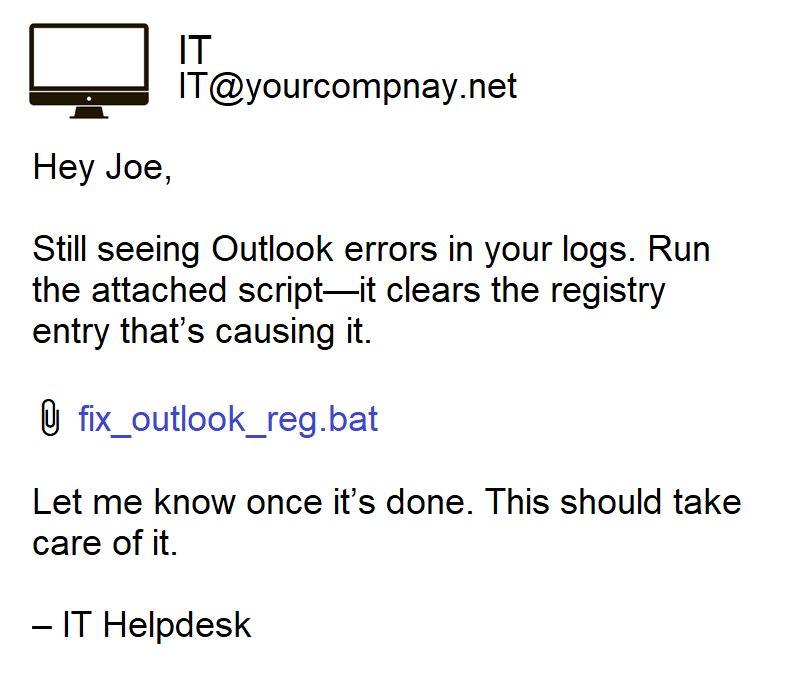 IT
IT@yourcompnay.net
Hey Joe,
Still seeing Outlook errors in your logs. Run
the attached script—it clears the registry
entry that’s causing it.
fix_outlook_reg.bat
Let me know once it’s done. This should take
care of it.
– IT Helpdesk